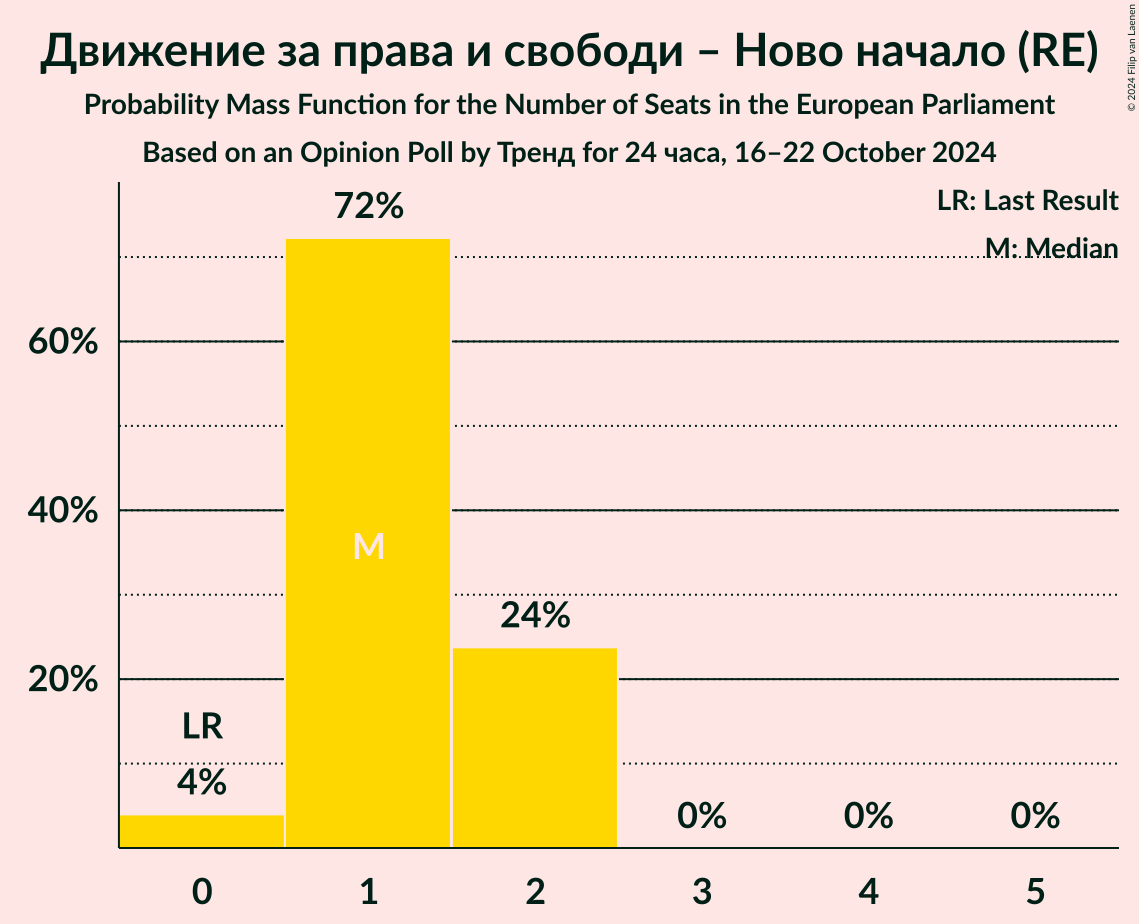 Движение за права и свободи – Ново начало (RE)
Probability Mass Function for the Number of Seats in the European Parliament
Based on an Opinion Poll by Тренд for 24 часа, 16–22 October 2024
© 2024 Filip van Laenen
LR: Last Result
M: Median
72%
60%
40%
M
24%
20%
LR
4%
0% 0% 0%
0 1 2 3 4 5